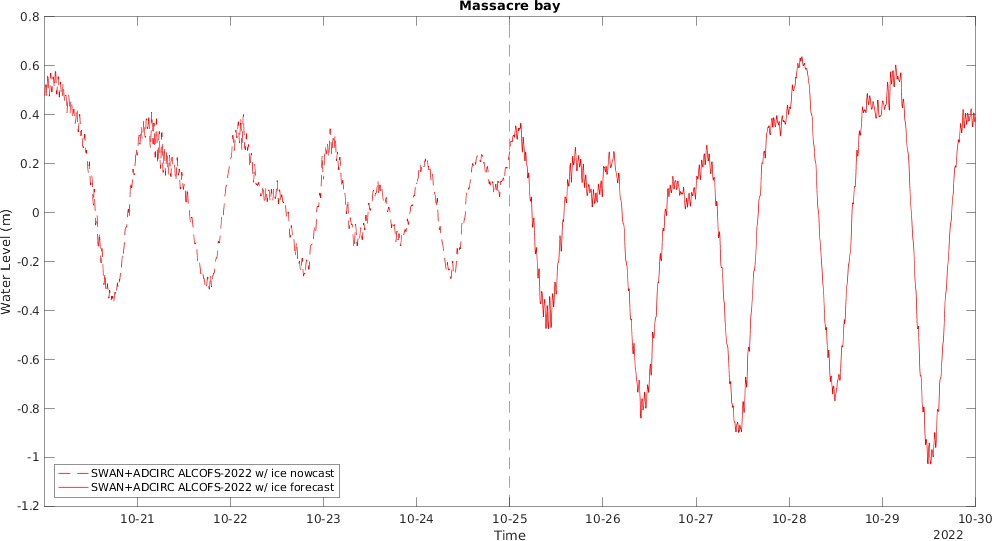 Massacre bay
0.8
0.6
0.4
0.2
0
-0.2
-0.4
-0.6
-0.8
-1
-1.2
Water Level (m)
SWAN+ADCIRC ALCOFS-2022 w/ ice nowcast
SWAN+ADCIRC ALCOFS-2022 w/ ice forecast
10-21 10-22 10-23 10-24 10-25 10-26 10-27 10-28 10-29 10-30
Time
2022